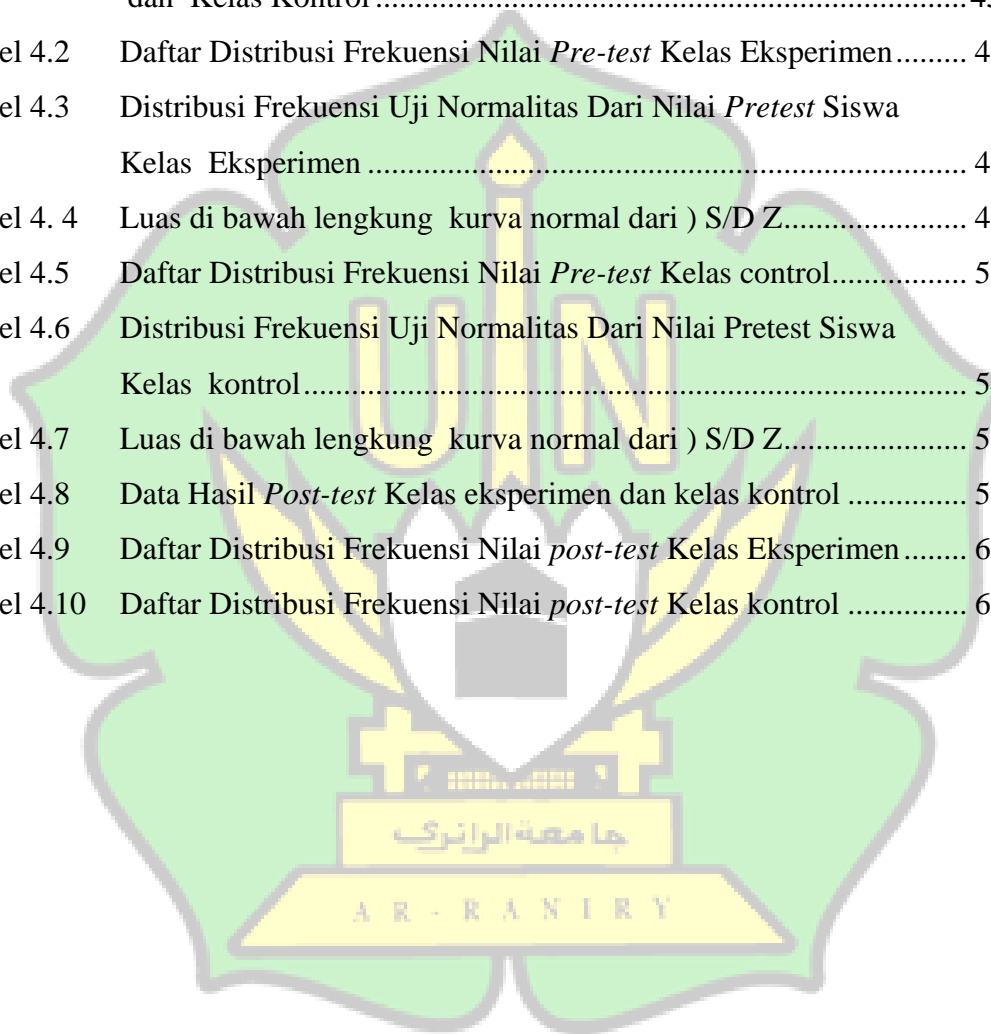 dan Kelas Kontrol ........................................................................... 4
el 4.2 Daftar Distribusi Frekuensi Nilai Pre-test Kelas Eksperimen ......... 4
el 4.3 Distribusi Frekuensi Uji Normalitas Dari Nilai Pretest Siswa
Kelas Eksperimen ........................................................................... 4
el 4. 4 Luas di bawah lengkung kurva normal dari ) S/D Z....................... 4
el 4.5 Daftar Distribusi Frekuensi Nilai Pre-test Kelas control................. 5
el 4.6 Distribusi Frekuensi Uji Normalitas Dari Nilai Pretest Siswa
Kelas kontrol................................................................................... 5
el 4.7 Luas di bawah lengkung kurva normal dari ) S/D Z....................... 5
el 4.8 Data Hasil Post-test Kelas eksperimen dan kelas kontrol ............... 5
el 4.9 Daftar Distribusi Frekuensi Nilai post-test Kelas Eksperimen ........ 6
el 4.10 Daftar Distribusi Frekuensi Nilai post-test Kelas kontrol ............... 6
UIN
جامعة الرانري
AR-RANIRY